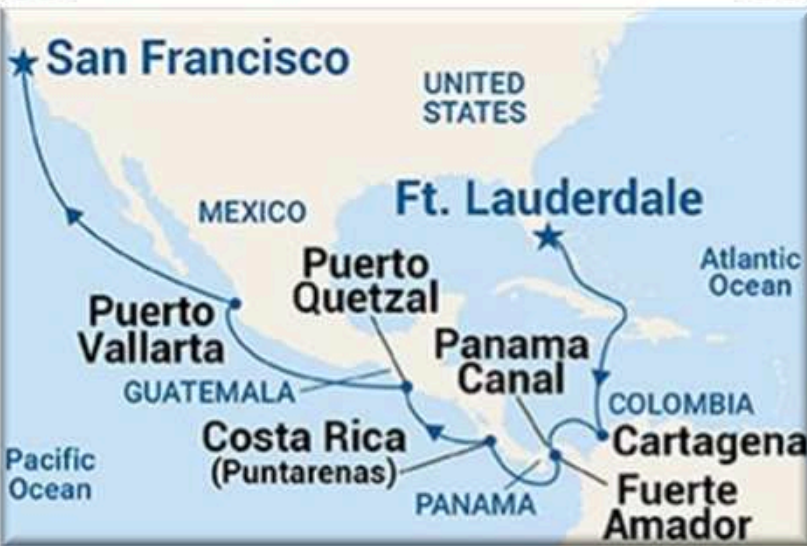 San Francisco
UNITED
STATES
MEXICO
Ft. Lauderdale
Atlantic
Ocean
Puerto
Quetzal
Puerto
Vallarta
Panama
Canal
GUATEMALA
COLOMBIA
Costa Rica
(Puntarenas)
Cartagena
Pacific
Ocean
PANAMA
Fuerte
Amador